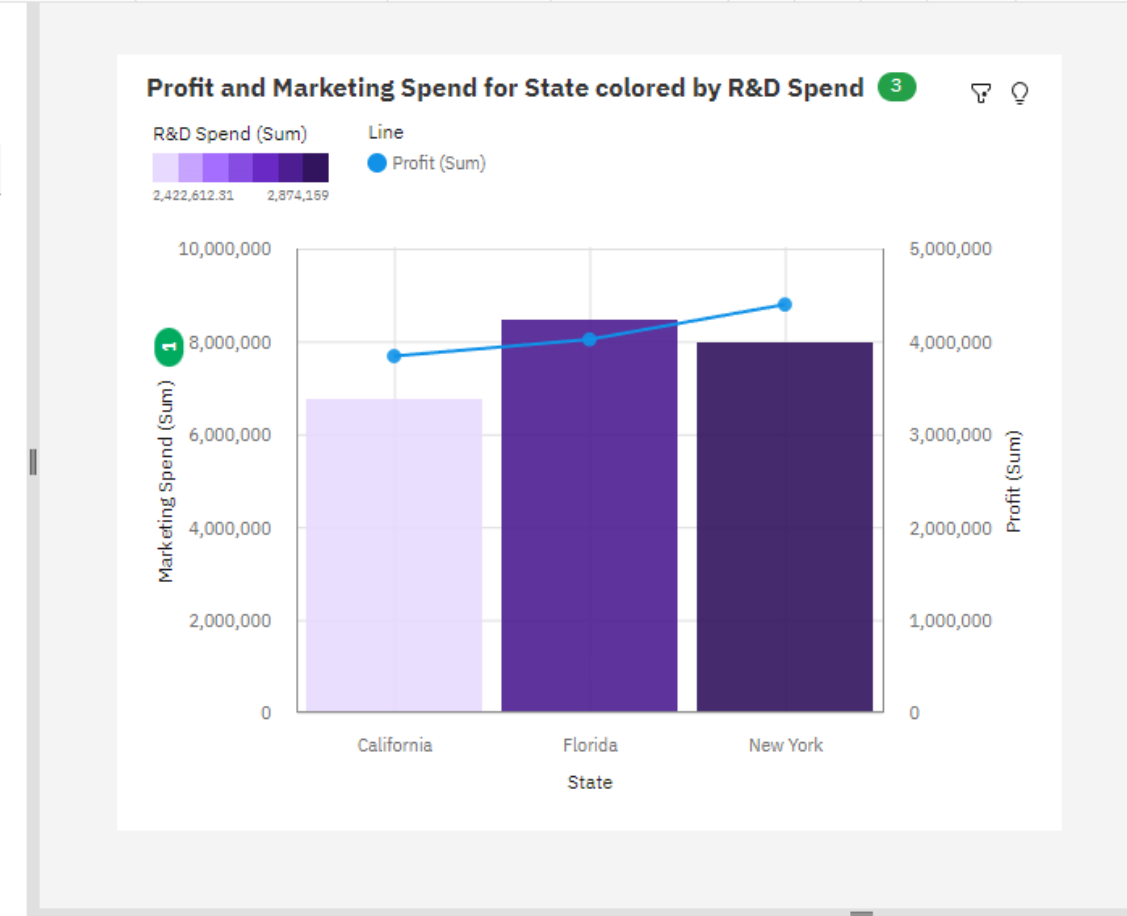 Profit and Marketing Spend for State colored by R&D Spend 3
R&D Spend (Sum)
2,422,612.31 2,874,159
Line
Profit (Sum)
10,000,000
8,000,000
6,000,000
4,000,000
2,000,000
0
1
Marketing Spend (Sum)
5,000,000
4,000,000
3,000,000
2,000,000
1,000,000
0
Profit (Sum)
California Florida New York
State